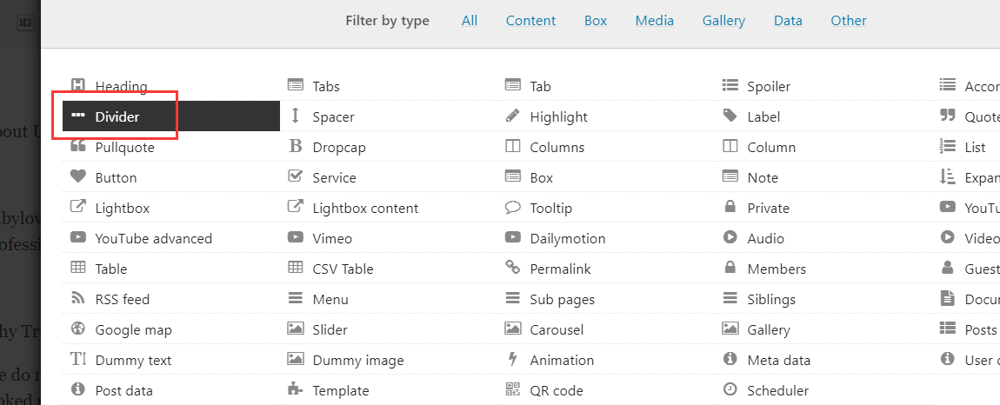 Filter by type All Content Box Media Gallery Data Other
H3
Heading Tabs Tab Spoiler Accor
Divider Spacer Highlight Label Quote
Pullquote Dropcap Columns Column List
Button Service Box Note Expan
Lightbox Lightbox content Tooltip Private YouTu
YouTube advanced Vimeo Dailymotion Audio Video
Table CSV Table Permalink Members Guest
RSS feed Menu Sub pages Siblings Docu
Google map Slider Carousel Gallery Posts
Dummy text Dummy image Animation Meta data User
Post data Template QR code Scheduler
bout U
bylov
ofessi
hy Tr
e do
oked